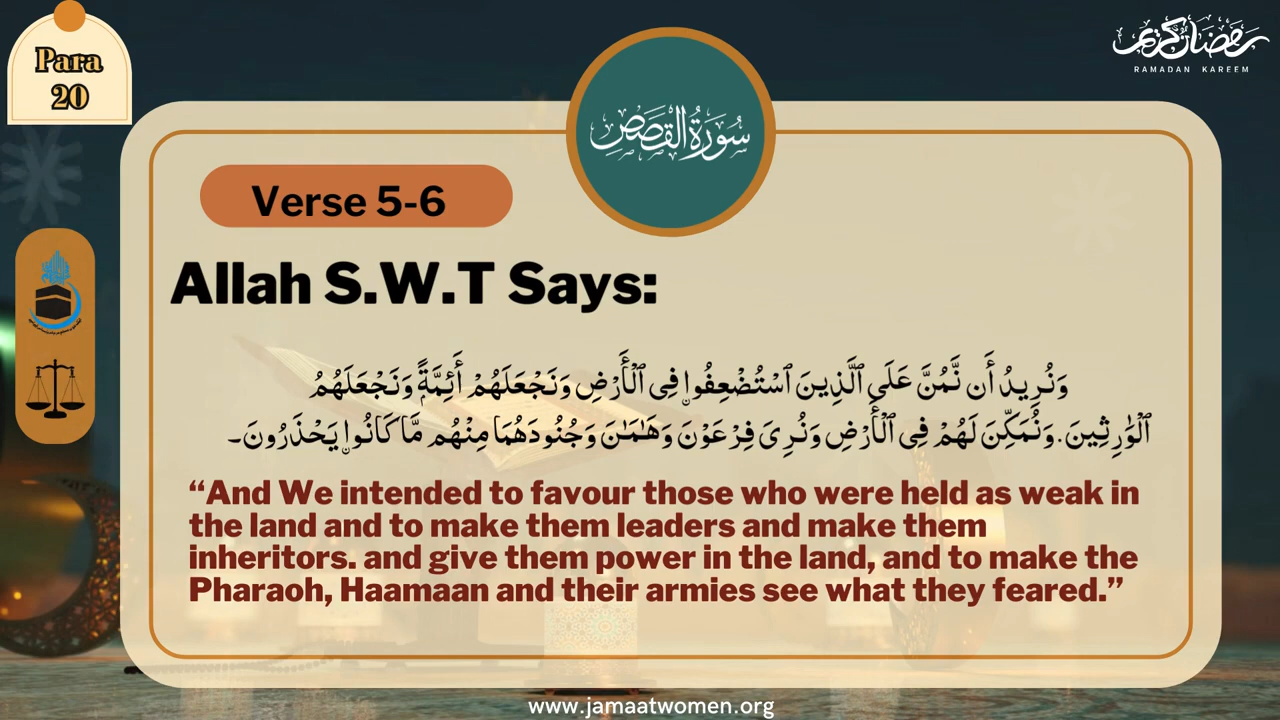 Para
20
رمضان كريم
RAMADAN KAREEM
سُورَةُ القَصَصِ
Verse 5-6
Allah S.W.T Says:
وَنُرِيدُ أَن نَّمُنَّ عَلَى ٱلَّذِينَ ٱسْتُضْعِفُوا۟ فِى ٱلْأَرْضِ وَنَجْعَلَهُمْ أَئِمَّةً وَنَجْعَلَهُمُ
ٱلْوَٰرِثِينَ. وَنُمَكِّنَ لَهُمْ فِى ٱلْأَرْضِ وَنُرِىَ فِرْعَوْنَ وَهَـٰمَـٰنَ وَجُنُودَهُمَا مِنْهُم مَّا كَانُوا۟ يَحْذَرُونَ۔
“And We intended to favour those who were held as weak in
the land and to make them leaders and make them
inheritors. and give them power in the land, and to make the
Pharaoh, Haamaan and their armies see what they feared.”
www.jamaatwomen.org